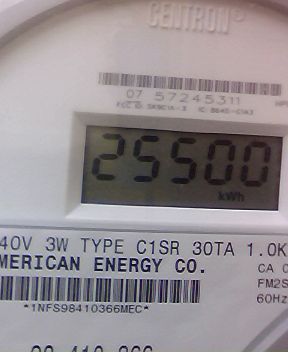 CENTRON®
07 57245311
25500
kWh
40V 3W TYPE C1SR 30TA 1.0K
MERICAN ENERGY CO.
CA 0
FM2S
60Hz
*1NFS98410366MEC*